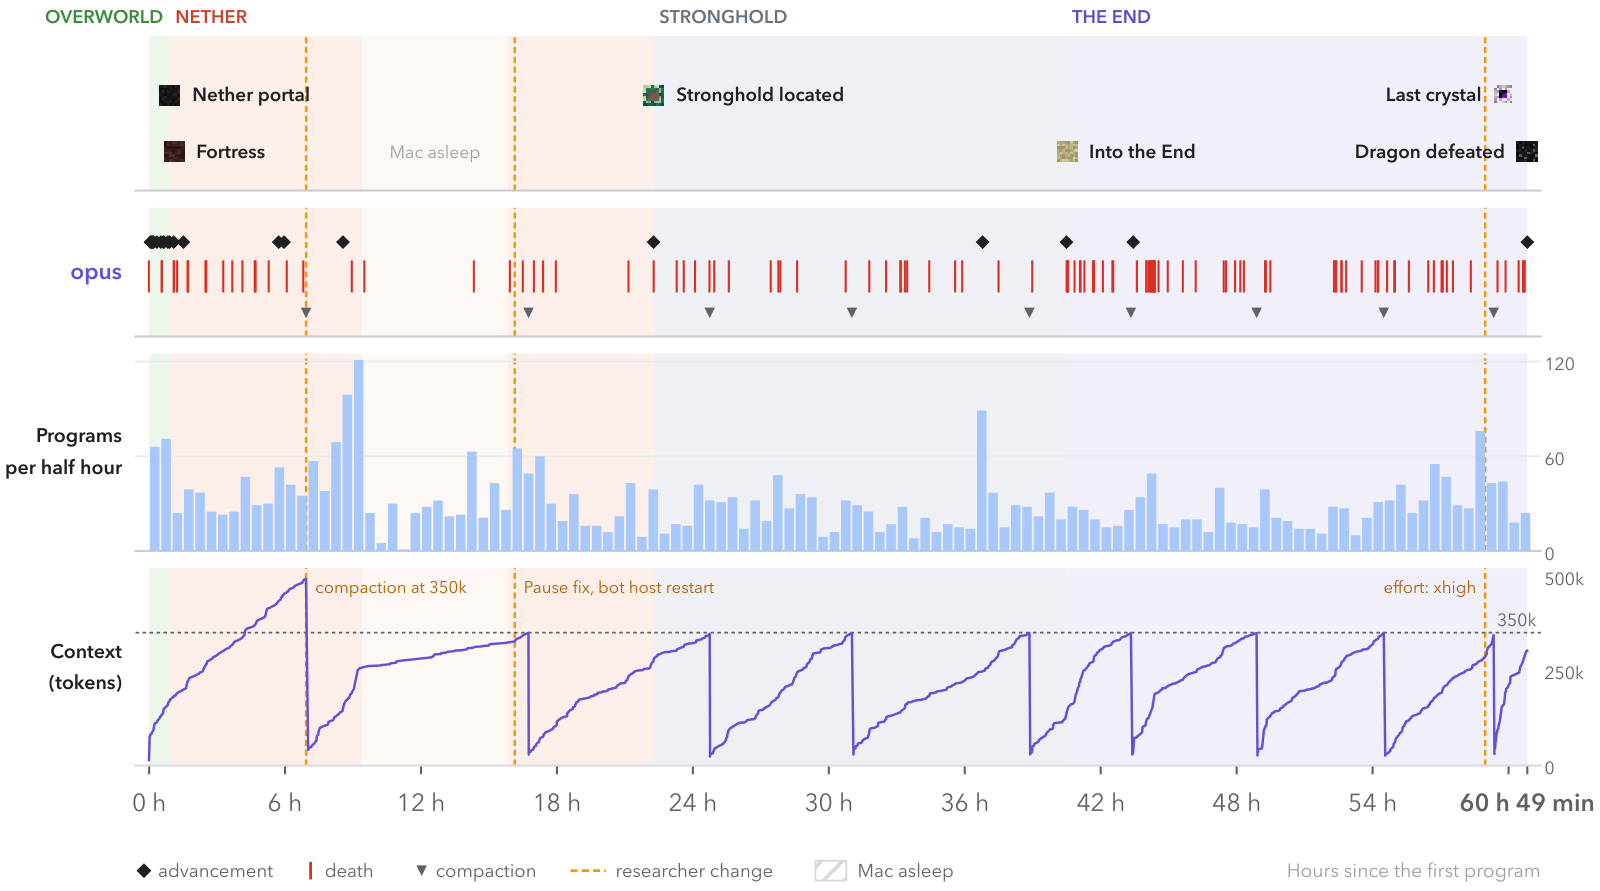 OVERWORLD NETHER STRONGHOLD THE END
Nether portal Stronghold located Last crystal
Fortress Mac asleep Into the End Dragon defeated
opus
120
Programs
per half hour
60
0
500k
compaction at 350k Pause fix, bot host restart effort: xhigh
350k
Context
(tokens)
250k
0
0 h 6 h 12 h 18 h 24 h 30 h 36 h 42 h 48 h 54 h 60 h 49 min
advancement death compaction researcher change Mac asleep Hours since the first program